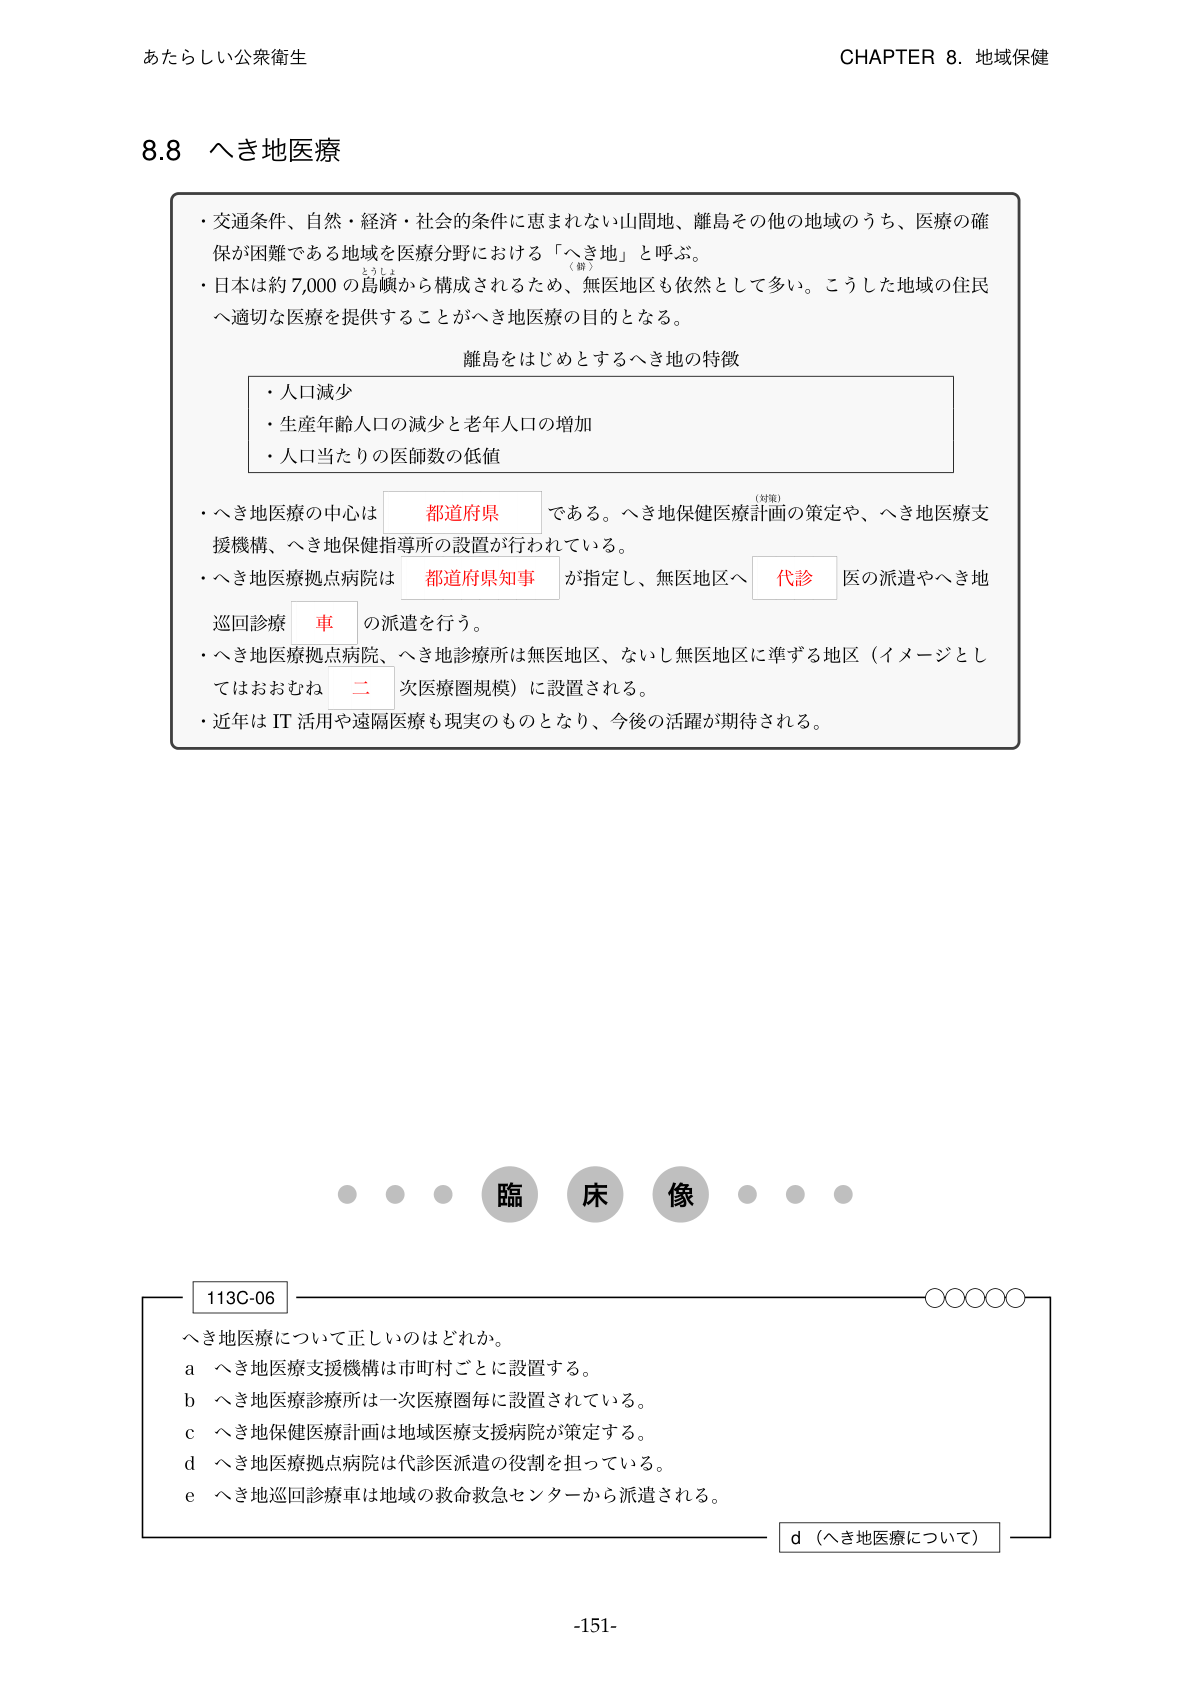 あたらしい公衆衛生
CHAPTER 8. 地域保健
8.8 へき地医療
・交通条件、自然・経済・社会的条件に恵まれない山間地、離島その他の地域のうち、医療の確
保が困難である地域を医療分野における「へき地」と呼ぶ。
〈僻〉
とうしょ
・日本は約 7,000 の島嶼から構成されるため、無医地区も依然として多い。こうした地域の住民
へ適切な医療を提供することがへき地医療の目的となる。
離島をはじめとするへき地の特徴
・人口減少
・生産年齢人口の減少と老年人口の増加
・人口当たりの医師数の低値
(対策)
・へき地医療の中心は 都道府県 である。へき地保健医療計画の策定や、へき地医療支
援機構、へき地保健指導所の設置が行われている。
・へき地医療拠点病院は 都道府県知事 が指定し、無医地区へ 代診 医の派遣やへき地
巡回診療 車 の派遣を行う。
・へき地医療拠点病院、へき地診療所は無医地区、ないし無医地区に準ずる地区（イメージとし
てはおおむね 二 次医療圏規模）に設置される。
・近年は IT 活用や遠隔医療も現実のものとなり、今後の活躍が期待される。
臨床像
113C-06
へき地医療について正しいのはどれか。
a へき地医療支援機構は市町村ごとに設置する。
b へき地医療診療所は一次医療圏毎に設置されている。
c へき地保健医療計画は地域医療支援病院が策定する。
d へき地医療拠点病院は代診医派遣の役割を担っている。
e へき地巡回診療車は地域の救命救急センターから派遣される。
d （へき地医療について）
-151-